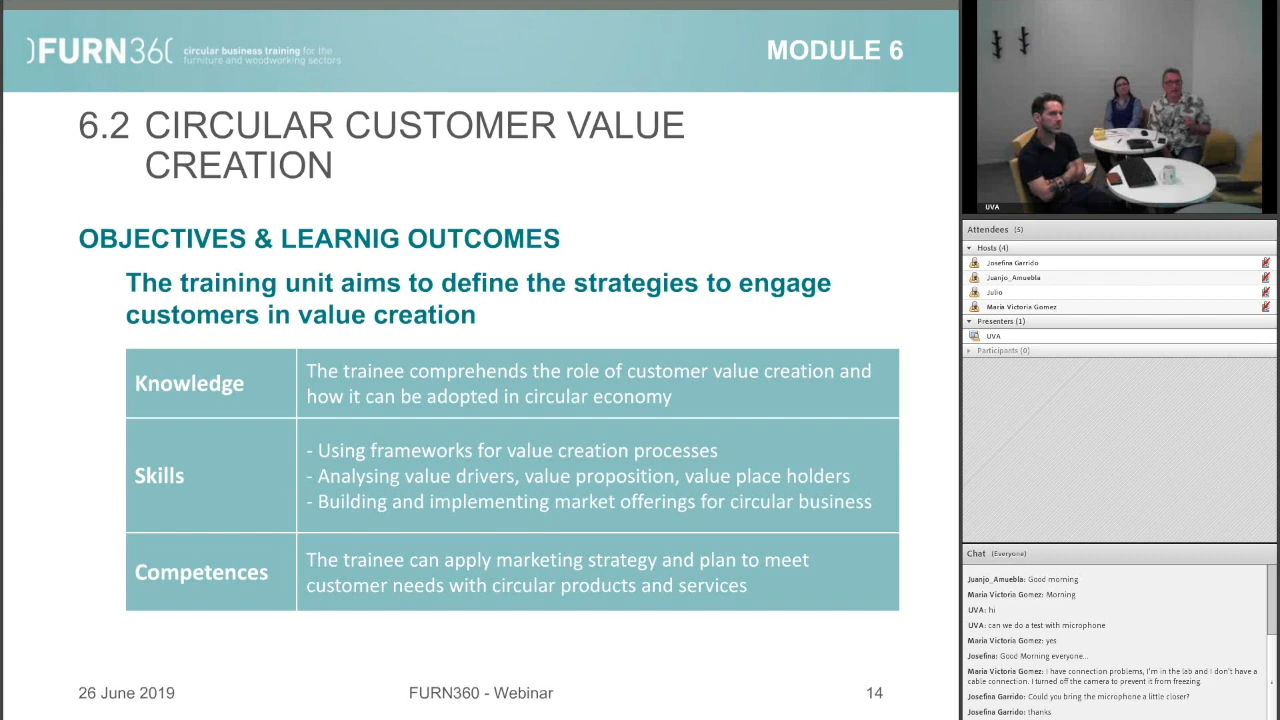 )FURN36(
circular business training for the
furniture and woodworking sectors
MODULE 6
6.2 CIRCULAR CUSTOMER VALUE
CREATION
OBJECTIVES & LEARNIG OUTCOMES
The training unit aims to define the strategies to engage
customers in value creation
Knowledge
The trainee comprehends the role of customer value creation and
how it can be adopted in circular economy
Skills
- Using frameworks for value creation processes
- Analysing value drivers, value proposition, value place holders
- Building and implementing market offerings for circular business
Competences
The trainee can apply marketing strategy and plan to meet
customer needs with circular products and services
26 June 2019
FURN360 - Webinar
14
UVA
Attendees (5)
Hosts (4)
Josefina Garrido
Juanjo_Amuebla
Julio
Maria Victoria Gomez
Presenters (1)
UVA
Participants (0)
Chat (Everyone)
Juanjo_Amuebla: Good morning
Maria Victoria Gomez: Morning
UVA: hi
UVA: can we do a test with microphone
Maria Victoria Gomez: yes
Josefina: Good Morning everyone...
Maria Victoria Gomez: I have connection problems, I'm in the lab and I don't have a
cable connection. I turned off the camera to prevent it from freezing.
Josefina Garrido: Could you bring the microphone a little closer?
Josefina Garrido: thanks